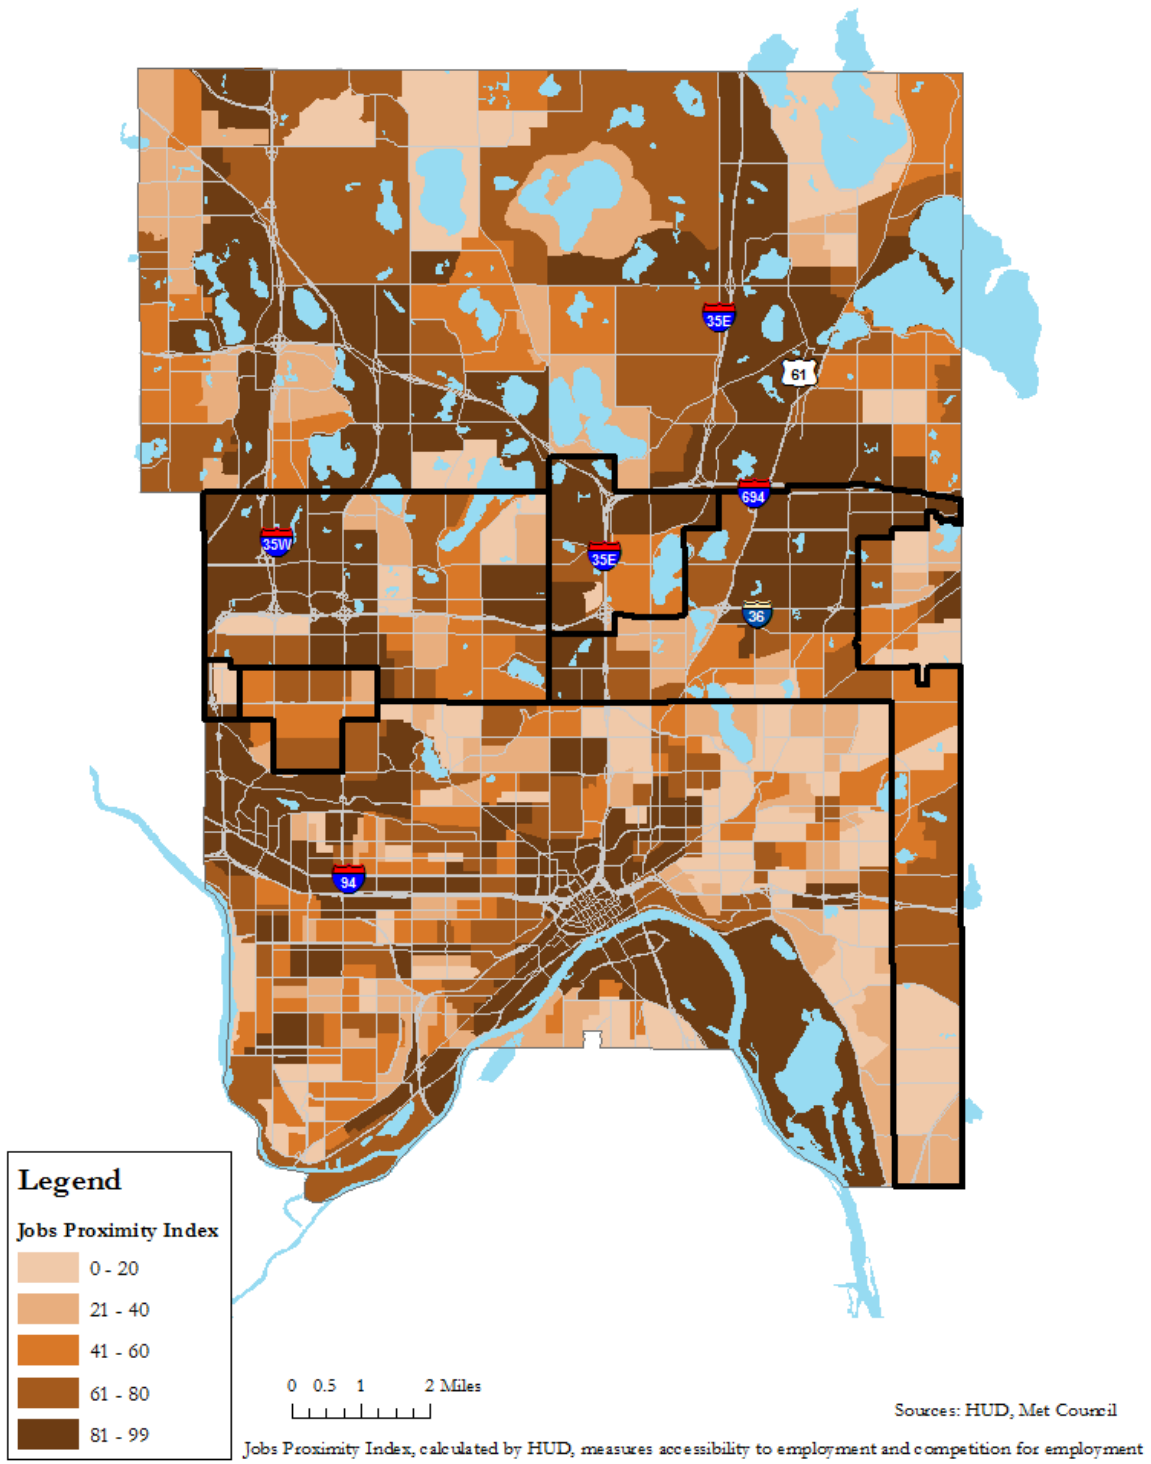 35E
61
694
35W
35E
36
94
Legend
Jobs Proximity Index
0 - 20
21 - 40
41 - 60
61 - 80
81 - 99
0 0.5 1 2 Miles
Sources: HUD, Met Council
Jobs Proximity Index, calculated by HUD, measures accessibility to employment and competition for employment